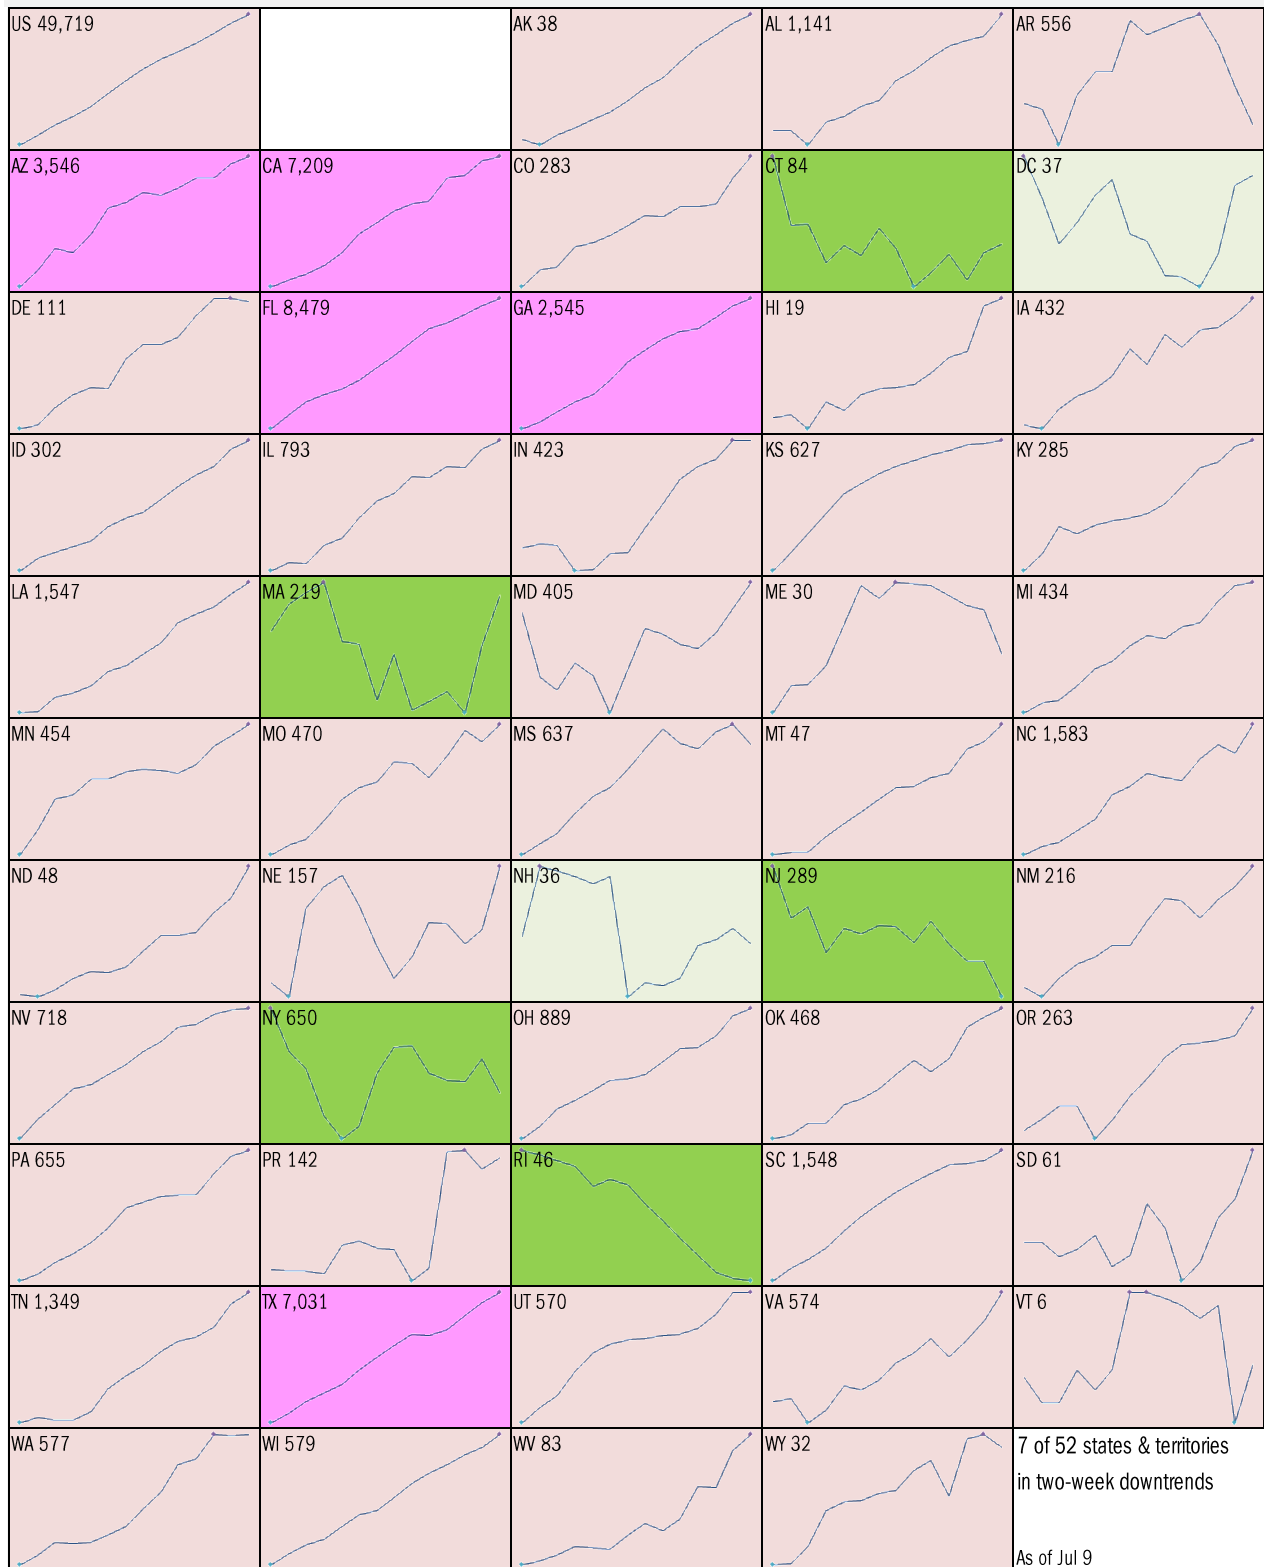 US 49,719
AK 38
AL 1,141
AR 556
AZ 3,546
CA 7,209
CO 283
CT 84
DC 37
DE 111
FL 8,479
GA 2,545
HI 19
IA 432
ID 302
IL 793
IN 423
KS 627
KY 285
LA 1,547
MA 219
MD 405
ME 30
MI 434
MN 454
MO 470
MS 637
MT 47
NC 1,583
ND 48
NE 157
NH 36
NJ 289
NM 216
NV 718
NY 650
OH 889
OK 468
OR 263
PA 655
PR 142
RI 46
SC 1,548
SD 61
TN 1,349
TX 7,031
UT 570
VA 574
VT 6
WA 577
WI 579
WV 83
WY 32
7 of 52 states & territories
in two-week downtrends
As of Jul 9